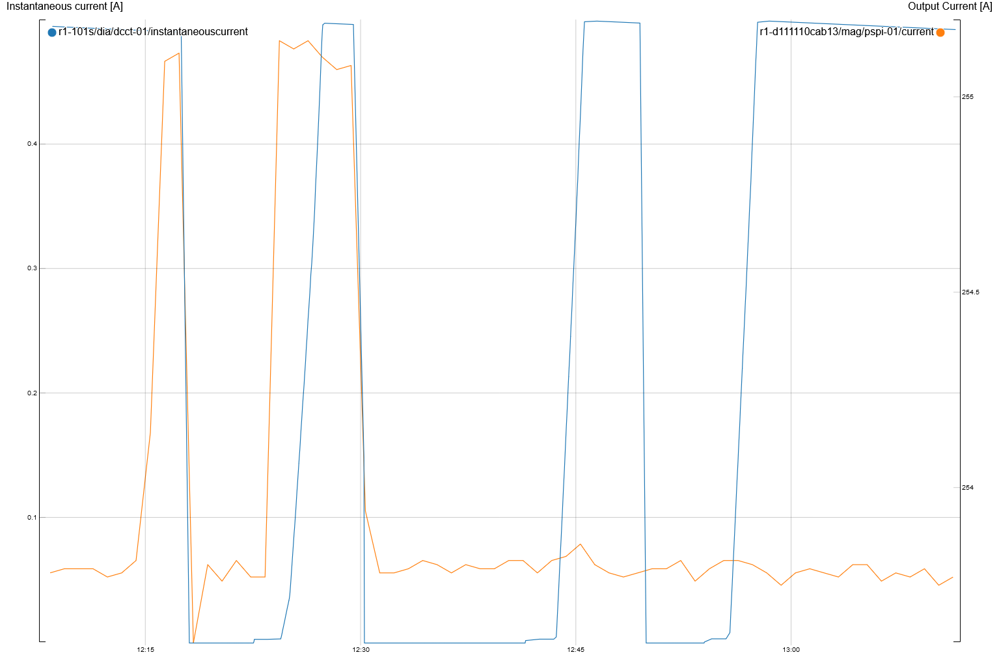 Instantaneous current [A]
Output Current [A]
r1-101s/dia/dcct-01/instantaneouscurrent
r1-d111110cab13/mag/pspi-01/current
0.4
0.3
0.2
0.1
255
254.5
254
12:15
12:30
12:45
13:00